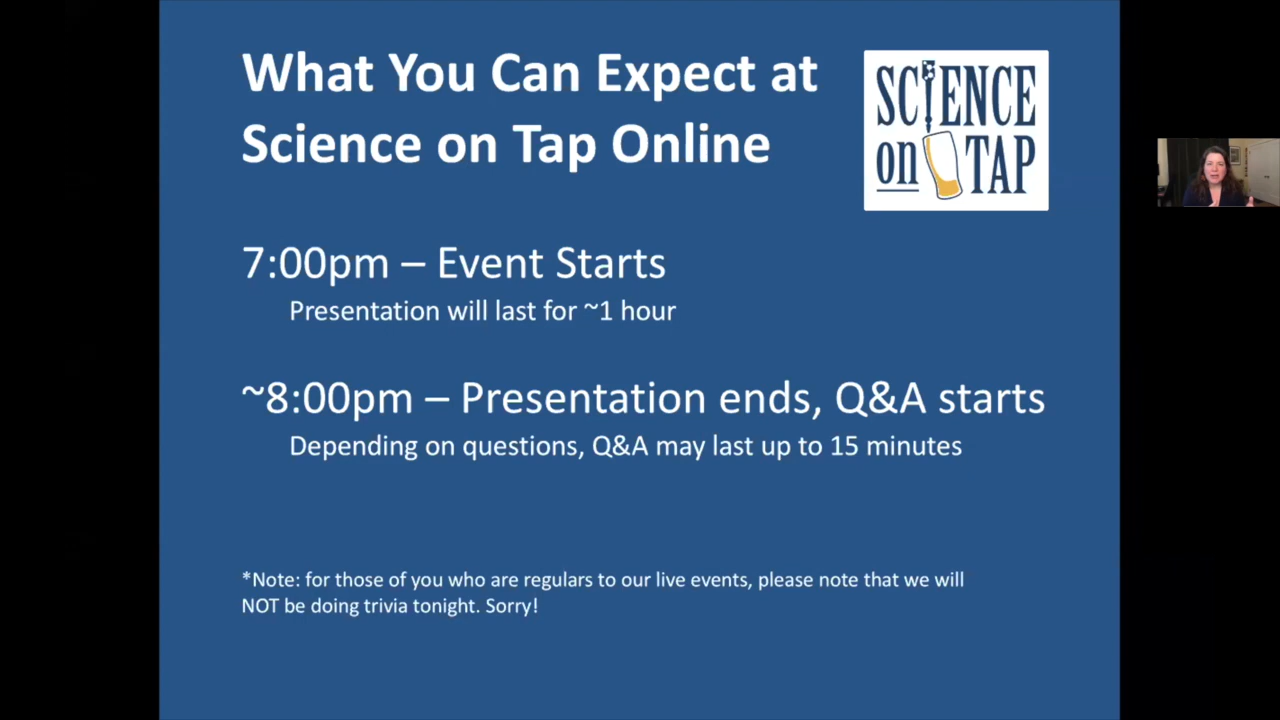 What You Can Expect at
Science on Tap Online
SCIENCE
on TAP
7:00pm – Event Starts
Presentation will last for ~1 hour
~8:00pm – Presentation ends, Q&A starts
Depending on questions, Q&A may last up to 15 minutes
*Note: for those of you who are regulars to our live events, please note that we will
NOT be doing trivia tonight. Sorry!